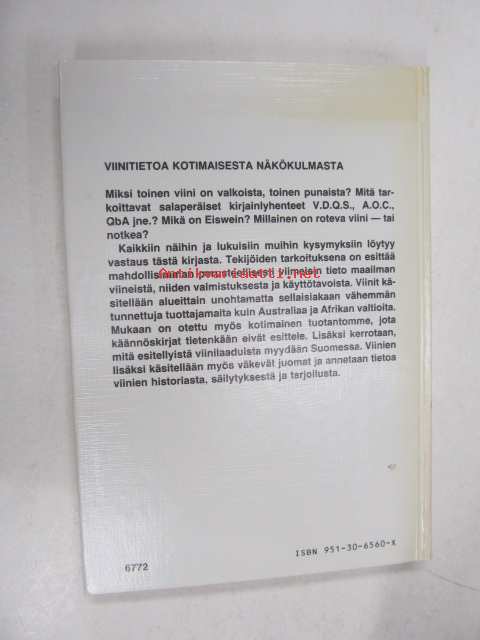 VIINITIETOA KOTIMAISESTA NÄKÖKULMASTA
Miksi toinen viini on valkoista, toinen punaista? Mitä tar-
koittavat salaperäiset kirjainlyhenteet V.D.Q.S., A.O.C.,
QbA jne.? Mikä on Eiswein? Millainen on roteva viini — tai
notkea?
Kaikkiin näihin ja lukuisiin muihin kysymyksiin löytyy
vastaus tästä kirjasta. Tekijöiden tarkoituksena on esittää
mahdollisimman perusteellisesti viimeisin tieto maailman
viineistä, niiden valmistuksesta ja käyttötavoista. Viinit kä-
sitellään alueittain unohtamatta sellaisiakaan vähemmän
tunnettuja tuottajamaita kuin Australiaa ja Afrikan valtioita.
Mukaan on otettu myös kotimainen tuotantomme, jota
käännöskirjat tietenkään eivät esittele. Lisäksi kerrotaan,
mitä esitellyistä viinilaaduista myydään Suomessa. Viinien
lisäksi käsitellään myös väkevät juomat ja annetaan tietoa
viinien historiasta, säilytyksestä ja tarjoilusta.
ISBN 951-30-6560-X
6772